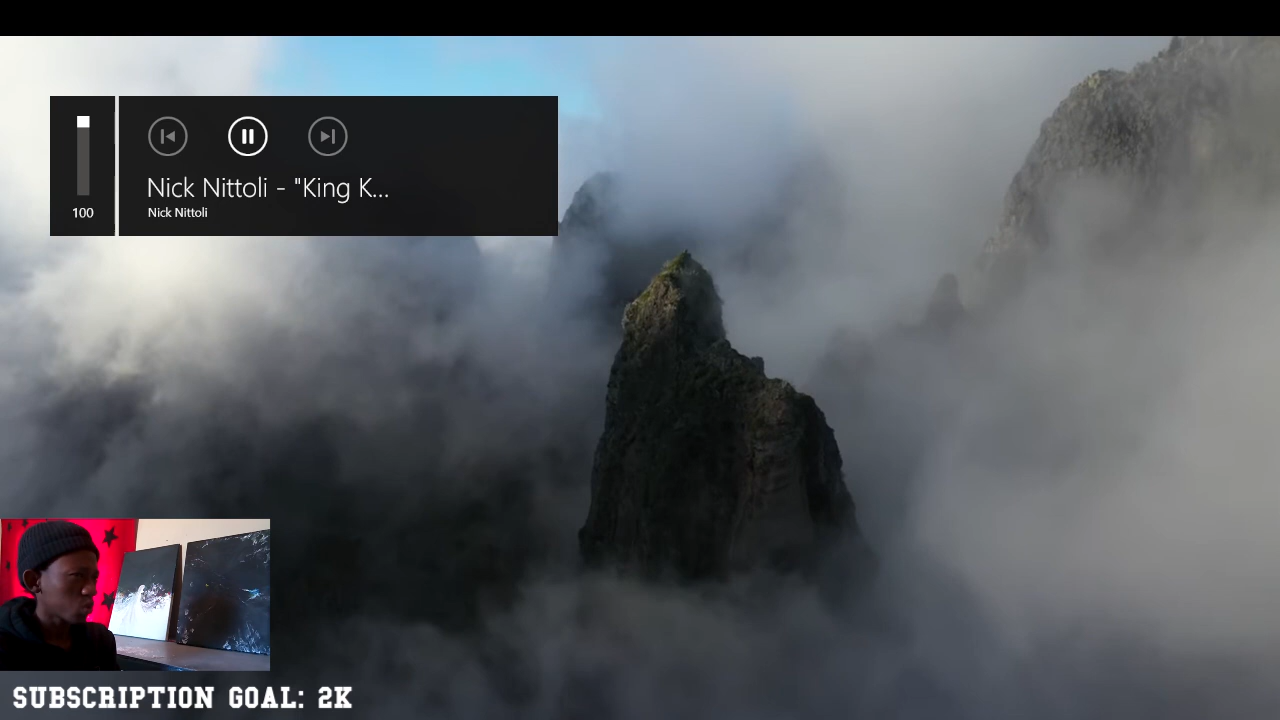 100
Nick Nittoli - "King K...
Nick Nittoli
SUBSCRIPTION GOAL: 2K